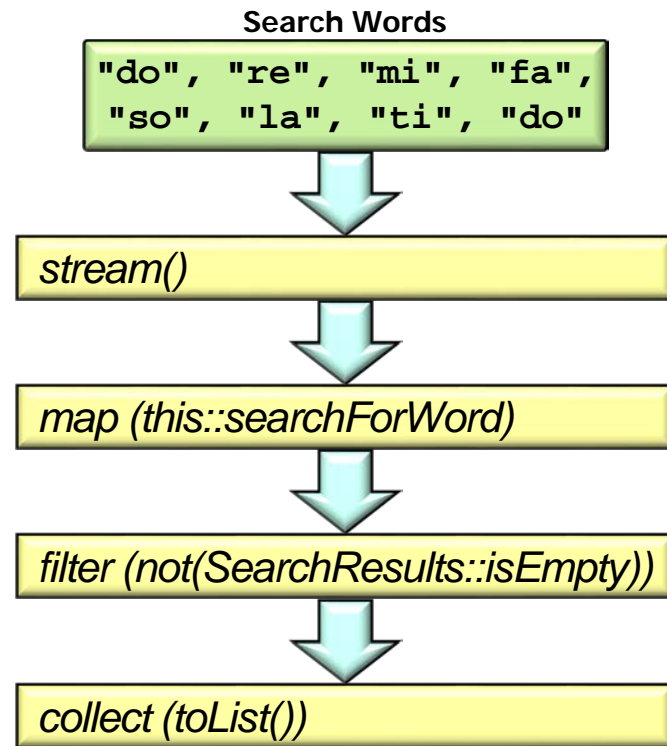 Search Words
"do", "re", "mi", "fa",
"so", "la", "ti", "do"
stream()
map (this::searchForWord)
filter (not(SearchResults::isEmpty))
collect (toList())